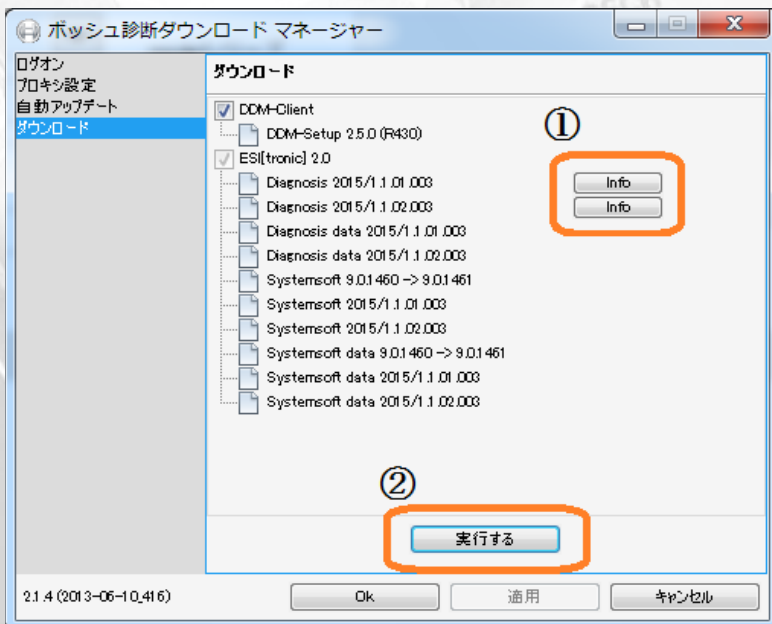 ボッシュ診断ダウンロード マネージャー
ログオン
プロキシ設定
自動アップデート
ダウンロード
ダウンロード
DDM-Client
DDM-Setup 2.5.0 (R430)
①
ESI[tronic] 2.0
Diagnosis 2015/1.1.01.003 Info
Diagnosis 2015/1.1.02.003 Info
Diagnosis data 2015/1.1.01.003
Diagnosis data 2015/1.1.02.003
Systemsoft 9.0.1460 -> 9.0.1461
Systemsoft 2015/1.1.01.003
Systemsoft 2015/1.1.02.003
Systemsoft data 9.0.1460 -> 9.0.1461
Systemsoft data 2015/1.1.01.003
Systemsoft data 2015/1.1.02.003
②
実行する
2.1.4 (2013-06-10_416) Ok 適用 キャンセル